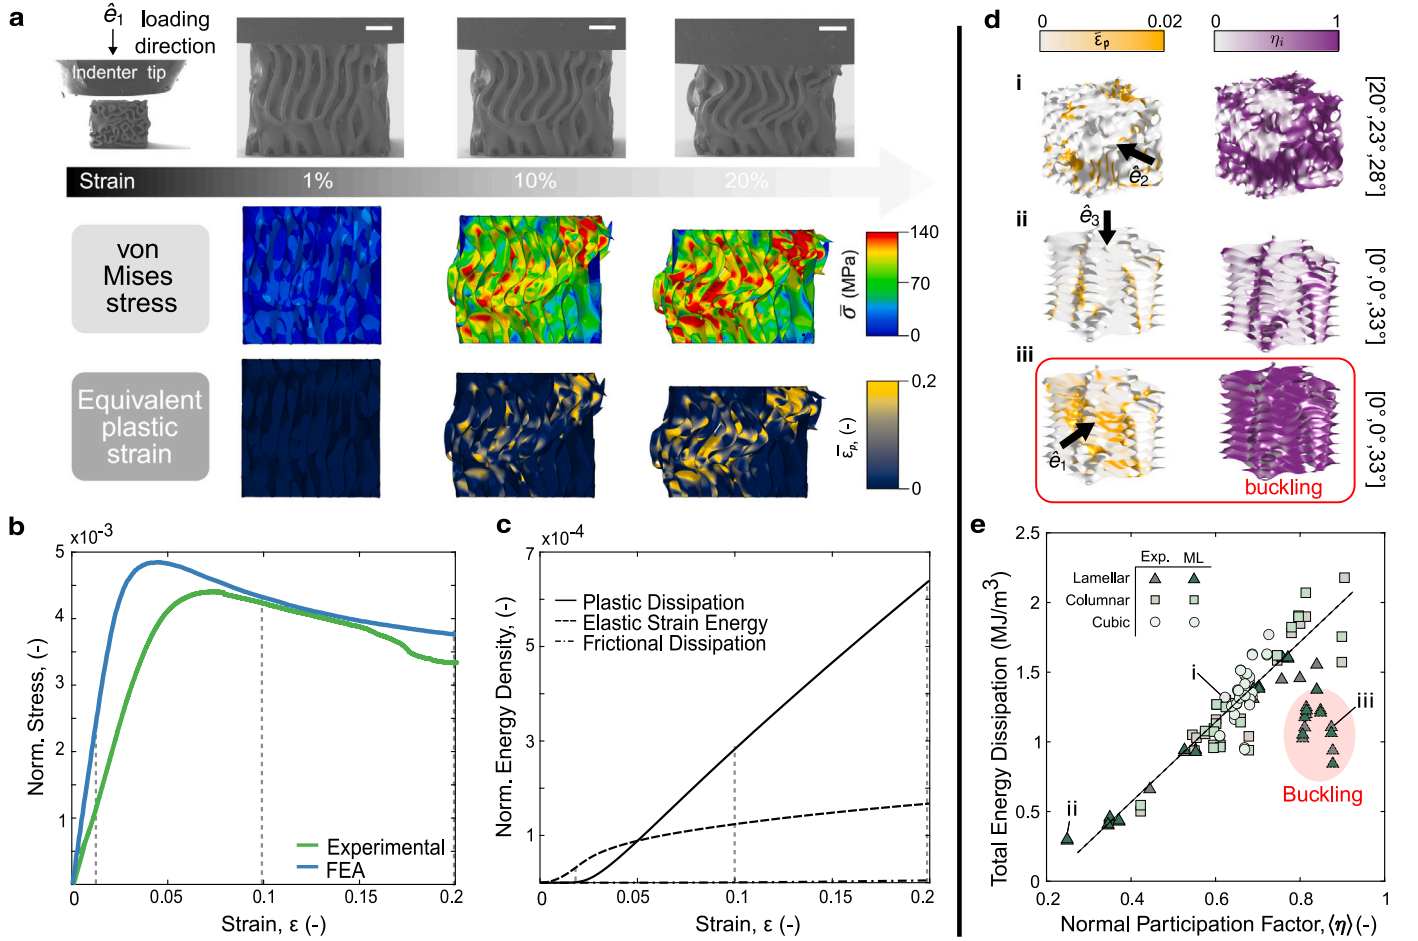 a
ê1 loading
direction
Indenter tip
Strain
1%
10%
20%
von
Mises
stress
140
70
0
σ̿ (MPa)
Equivalent
plastic
strain
0,2
0
ε̅p, (-)
b
×10⁻³
5
4
3
2
1
0
0.05
0.1
0.15
0.2
Norm. Stress, (-)
Strain, ε (-)
Experimental
FEA
c
×10⁻⁴
7
6
4
3
1
0
0.05
0.1
0.15
0.2
Norm. Energy Density, (-)
Strain, ε (-)
Plastic Dissipation
Elastic Strain Energy
Frictional Dissipation
d
0
0.02
ε̅p
0
1
ηi
i
ê2
[20°,23°,28°]
ii
ê3
[0°,0°,33°]
iii
ê1
buckling
[0°,0°,33°]
e
2.5
2
1.5
1
0.5
0
0.2
0.4
0.6
0.8
1
Total Energy Dissipation (MJ/m³)
Normal Participation Factor, ⟨η⟩ (-)
Exp. ML
Lamellar
Columnar
Cubic
i
ii
iii
Buckling